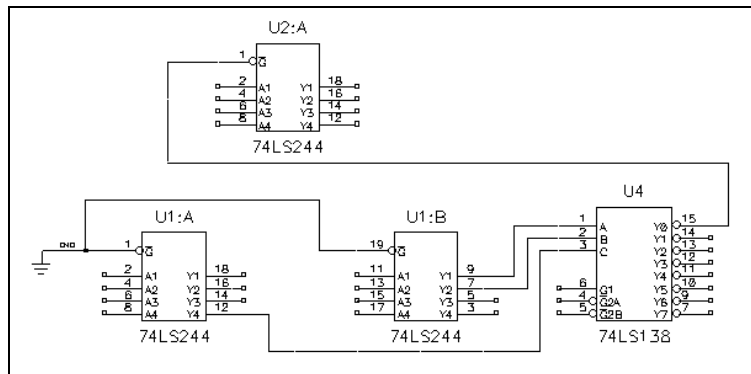 U2:A
1 G
2 A1 Y1 18
4 A2 Y2 16
6 A3 Y3 14
8 A4 Y4 12
74LS244
U4
1 A Y0 15
2 B Y1 14
3 C Y2 13
Y3 12
Y4 11
6 G1 Y5 10
4 G2A Y6 9
5 G2B Y7 7
74LS138
GND
U1:A
1 G
2 A1 Y1 18
4 A2 Y2 16
6 A3 Y3 14
8 A4 Y4 12
74LS244
U1:B
19 G
11 A1 Y1 9
13 A2 Y2 7
15 A3 Y3 5
17 A4 Y4 3
74LS244